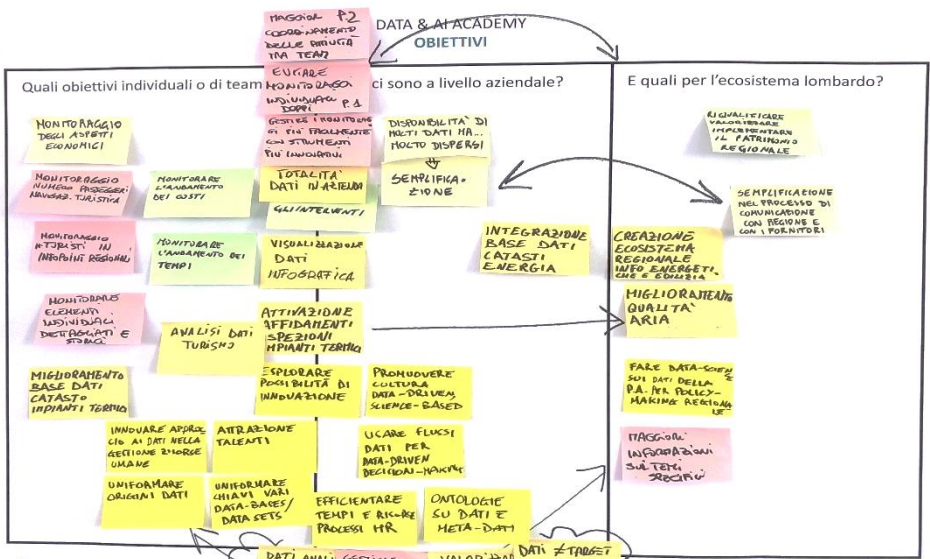 DATA & AI ACADEMY
OBIETTIVI
Quali obiettivi individuali o di team
ci sono a livello aziendale?
E quali per l'ecosistema lombardo?
MAGGIOR P.2
COORDINAMENTO
DELLE ATTIVITÀ
TRA TEAM
EVITARE
MONITORAGGI
INDIVIDUALI
DOPPI P.1
GESTIRE I MONITORAG
GI PIÙ FACILMENTE
CON STRUMENTI
PIÙ INNOVATIVI
MONITORAGGIO
DEGLI ASPETTI
ECONOMICI
DISPONIBILITÀ DI
MOLTI DATI MA...
MOLTO DISPERSI
SEMPLIFICA-
ZIONE
MONITORAGGIO
NUMERO PASSEGGERI
NAVIGAZ. TURISTICA
MONITORARE
L'ANDAMENTO
DEI COSTI
TOTALITÀ
DATI IN AZIENDA
GLI INTERVENTI
MONITORAGGIO
#TURISTI IN
INFOPOINT REGIONALI
MONITORARE
L'ANDAMENTO DEI
TEMPI
VISUALIZZAZIONE
DATI
INFOGRAFICA
INTEGRAZIONE
BASE DATI
CATASTI
ENERGIA
MONITORARE
ELEMENTI
INDIVIDUALI
DETTAGLIATI E
STORICI
ANALISI DATI
TURISMO
ATTIVAZIONE
AFFIDAMENTI
ISPEZIONI
IMPIANTI TERMICI
MIGLIORAMENTO
BASE DATI
CATASTO
IMPIANTI TERMICI
ESPLORARE
POSSIBILITÀ DI
INNOVAZIONE
PROMUOVERE
CULTURA
DATA-DRIVEN
SCIENCE-BASED
INNOVARE APPROC
CIO AI DATI NELLA
GESTIONE RISORSE
UMANE
ATTRAZIONE
TALENTI
USARE FLUSSI
DATI PER
DATA-DRIVEN
DECISION-MAKING
UNIFORMARE
ORIGINI DATI
UNIFORMARE
CHIAVI VARI
DATA-BASES/
DATA SETS
EFFICIENTARE
TEMPI E RISORSE
PROCESSI HR
ONTOLOGIE
SU DATI E
META-DATI
DATI ≠ TARGET
RIQUALIFICARE
VALORIZZARE
IMPLEMENTARE
IL PATRIMONIO
REGIONALE
SEMPLIFICAZIONE
NEL PROCESSO DI
COMUNICAZIONE
CON REGIONE E
CON I FORNITORI
CREAZIONE
ECOSISTEMA
REGIONALE
INFO ENERGETI-
CHE E EDILIZIA
MIGLIORAMENTO
QUALITÀ
ARIA
FARE DATA-SCIENCE
SUI DATI DELLA
P.A. PER POLICY-
MAKING REGIONA
LE
MAGGIORI
INFORMAZIONI
SUI TEMI
SPECIFICI